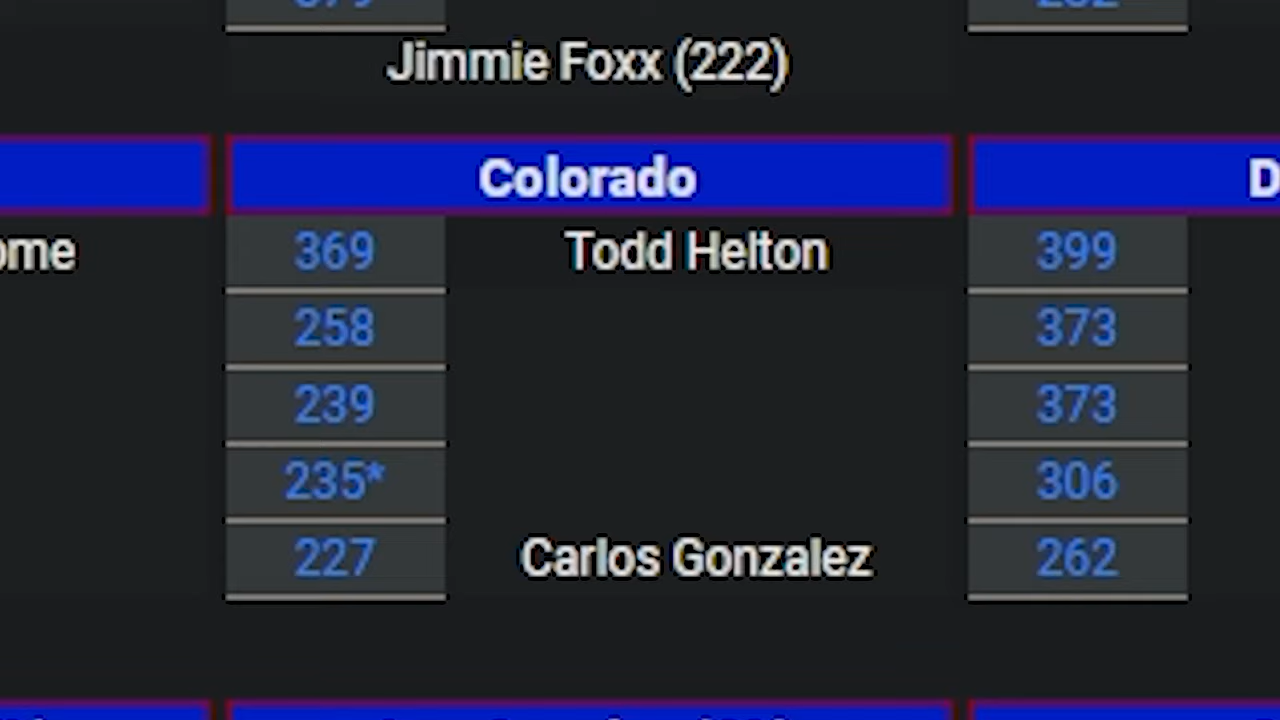 Jimmie Foxx (222)
Colorado
ome 369 Todd Helton 399
258 373
239 373
235* 306
227 Carlos Gonzalez 262